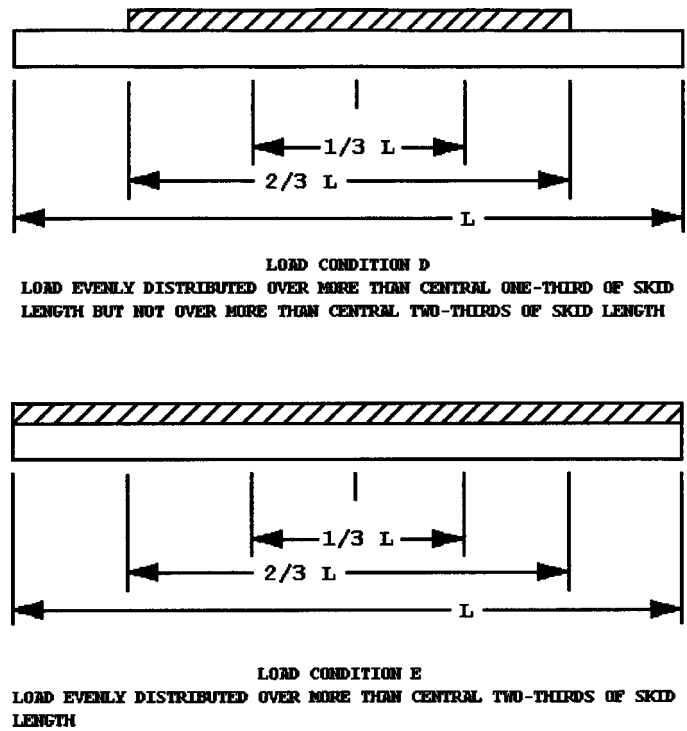 1/3 L
2/3 L
L
LOAD CONDITION D
LOAD EVENLY DISTRIBUTED OVER MORE THAN CENTRAL ONE-THIRD OF SKID
LENGTH BUT NOT OVER MORE THAN CENTRAL TWO-THIRDS OF SKID LENGTH
1/3 L
2/3 L
L
LOAD CONDITION E
LOAD EVENLY DISTRIBUTED OVER MORE THAN CENTRAL TWO-THIRDS OF SKID
LENGTH